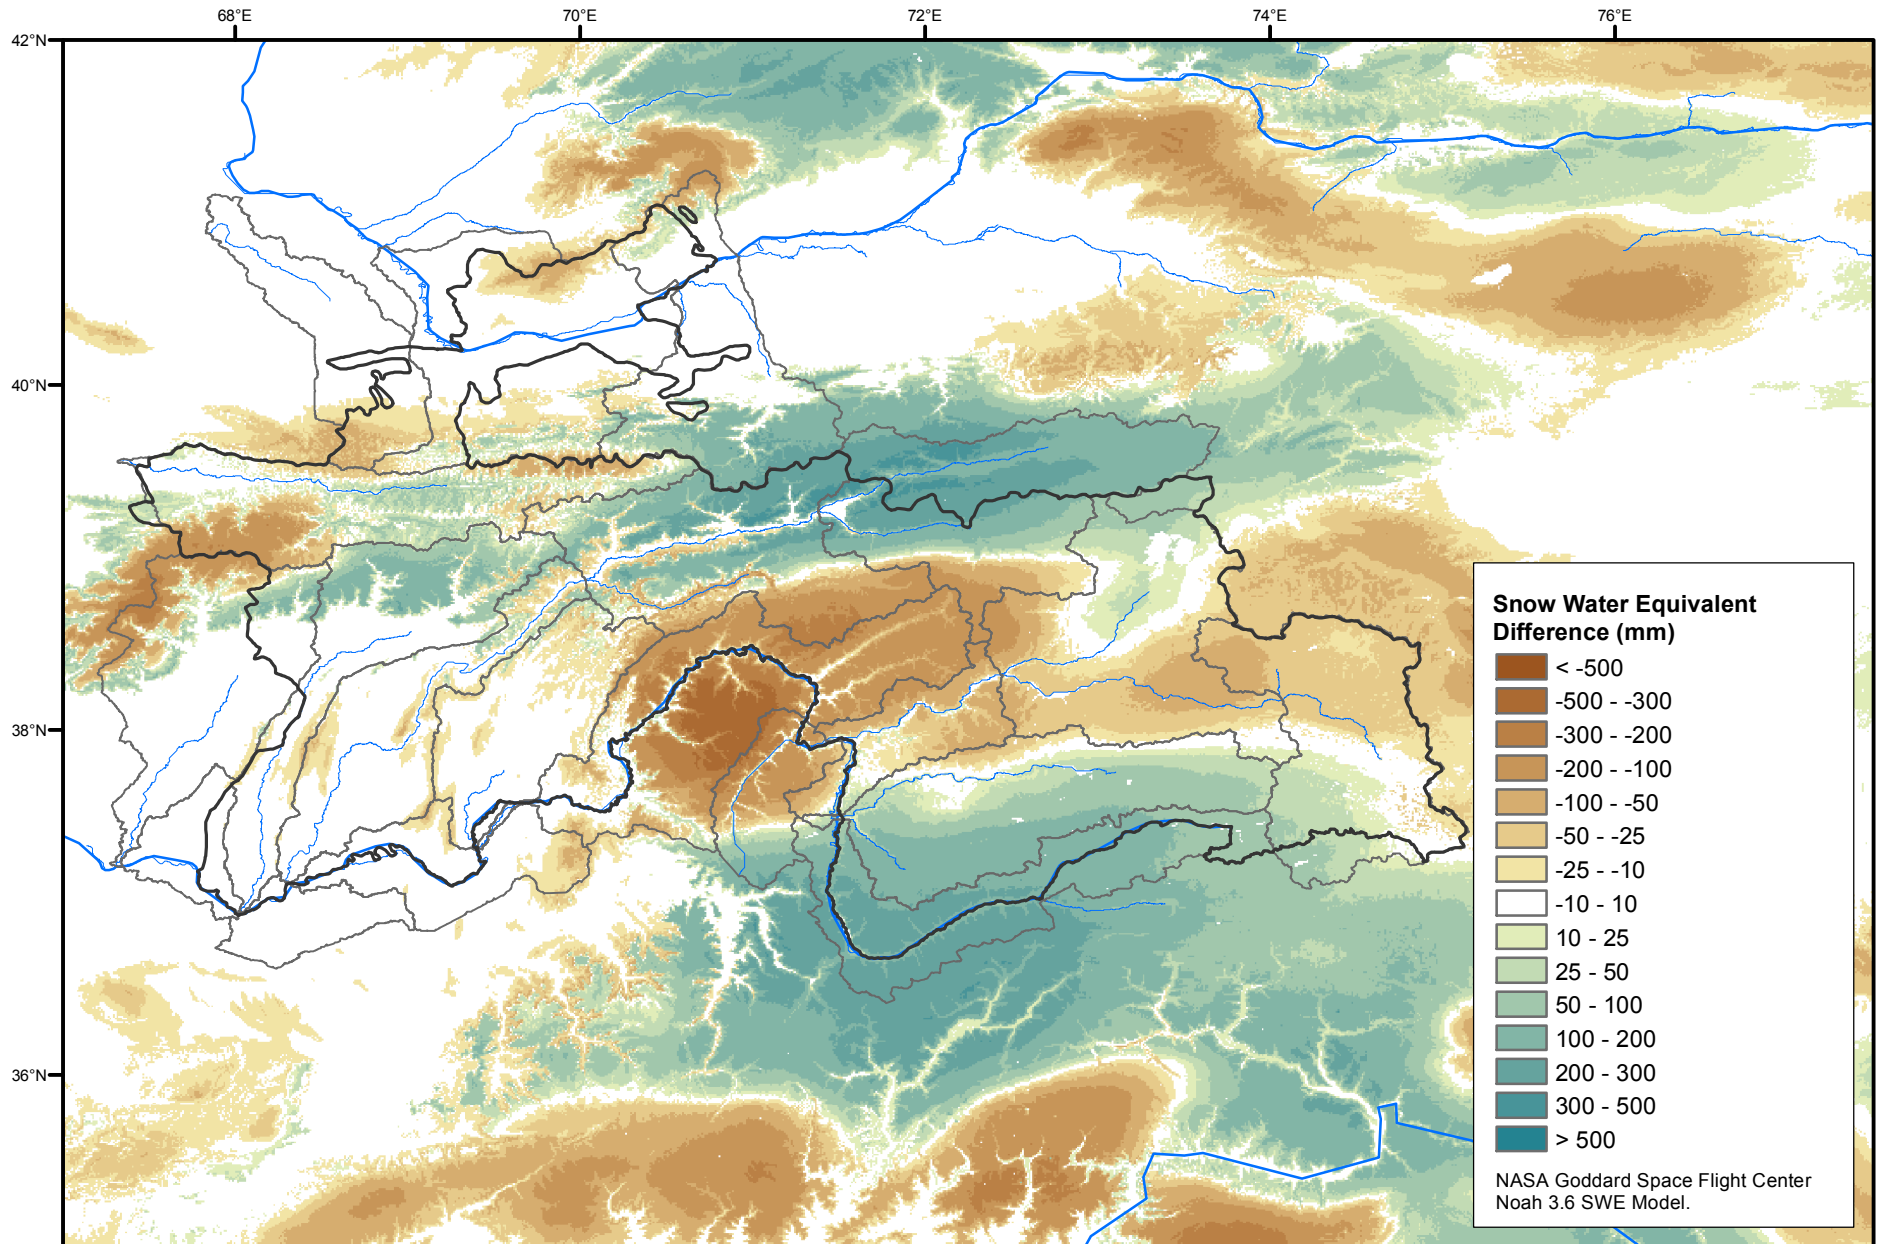 68°E 70°E 72°E 74°E 76°E
42°N
40°N
38°N
36°N
Snow Water Equivalent
Difference (mm)
< -500
-500 - -300
-300 - -200
-200 - -100
-100 - -50
-50 - -25
-25 - -10
-10 - 10
10 - 25
25 - 50
50 - 100
100 - 200
200 - 300
300 - 500
> 500
NASA Goddard Space Flight Center
Noah 3.6 SWE Model.